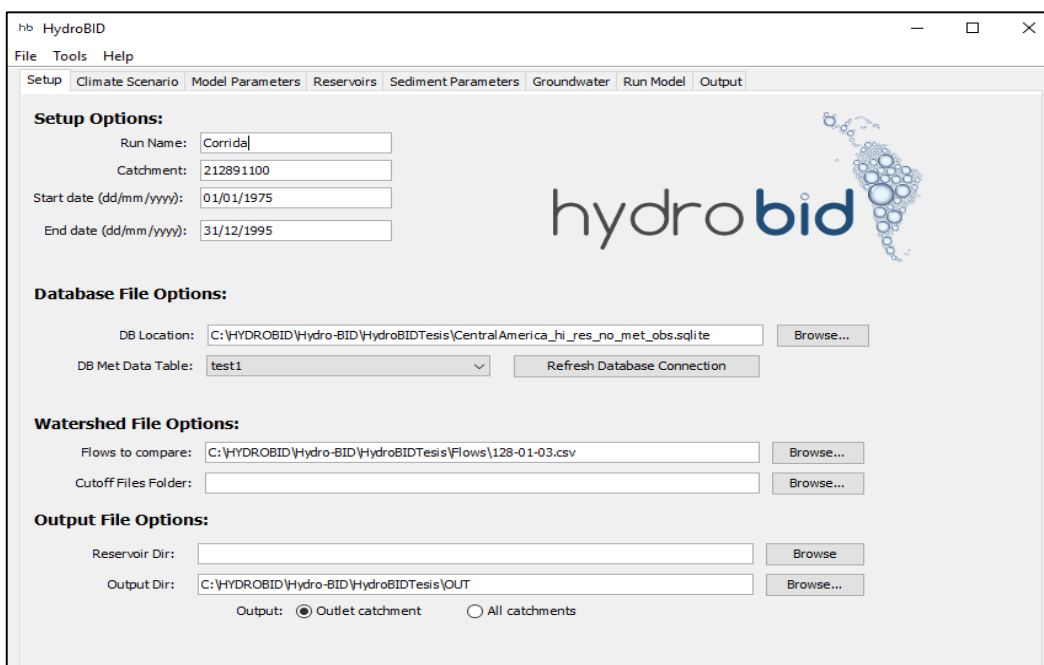 hb HydroBID
File Tools Help
Setup Climate Scenario Model Parameters Reservoirs Sediment Parameters Groundwater Run Model Output
Setup Options:
Run Name: Corrida
Catchment: 212891100
Start date (dd/mm/yyyy): 01/01/1975
End date (dd/mm/yyyy): 31/12/1995
hydrobid
Database File Options:
DB Location: C:\HYDROBID\Hydro-BID\HydroBIDTesis\CentralAmerica_hi_res_no_met_obs.sqlite Browse...
DB Met Data Table: test1 Refresh Database Connection
Watershed File Options:
Flows to compare: C:\HYDROBID\Hydro-BID\HydroBIDTesis\Flows\128-01-03.csv Browse...
Cutoff Files Folder: Browse...
Output File Options:
Reservoir Dir: Browse
Output Dir: C:\HYDROBID\Hydro-BID\HydroBIDTesis\OUT Browse...
Output: Outlet catchment All catchments